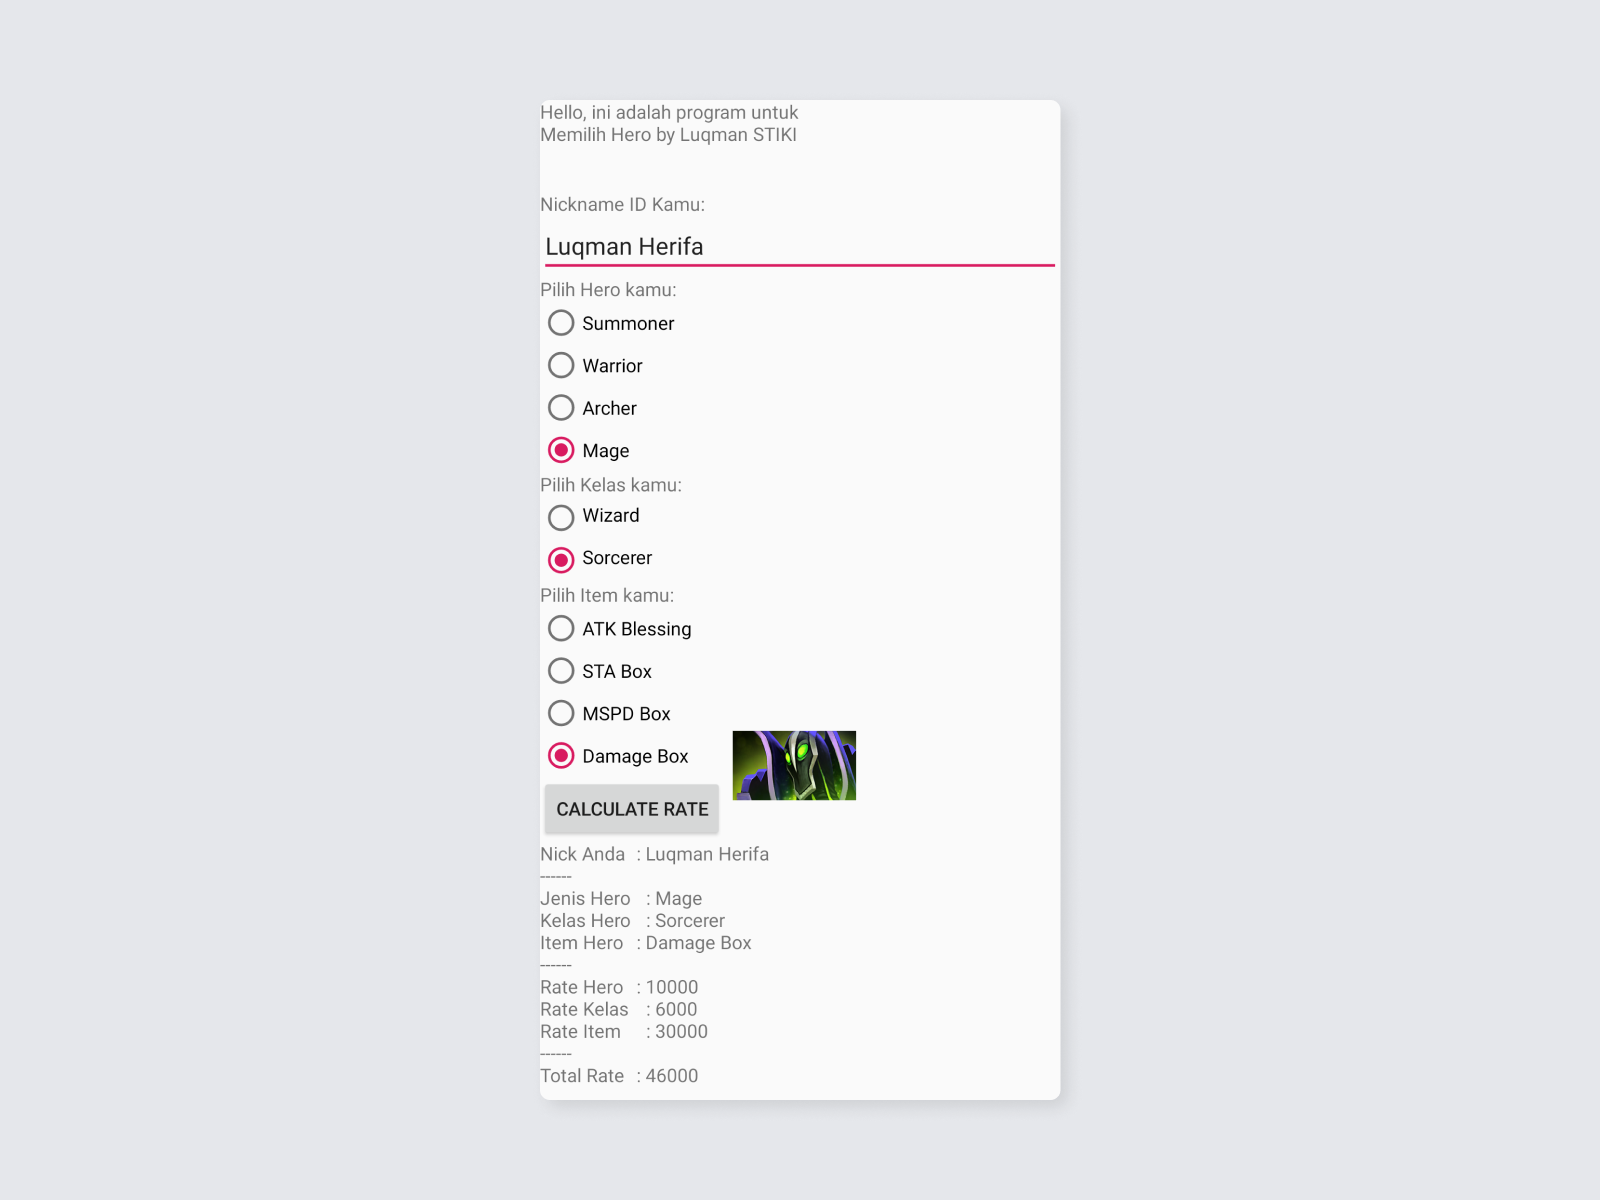 Hello, ini adalah program untuk
Memilih Hero by Luqman STIKI
Nickname ID Kamu:
Luqman Herifa
Pilih Hero kamu:
Summoner
Warrior
Archer
Mage
Pilih Kelas kamu:
Wizard
Sorcerer
Pilih Item kamu:
ATK Blessing
STA Box
MSPD Box
Damage Box
CALCULATE RATE
Nick Anda : Luqman Herifa
------
Jenis Hero : Mage
Kelas Hero : Sorcerer
Item Hero : Damage Box
------
Rate Hero : 10000
Rate Kelas : 6000
Rate Item : 30000
------
Total Rate : 46000